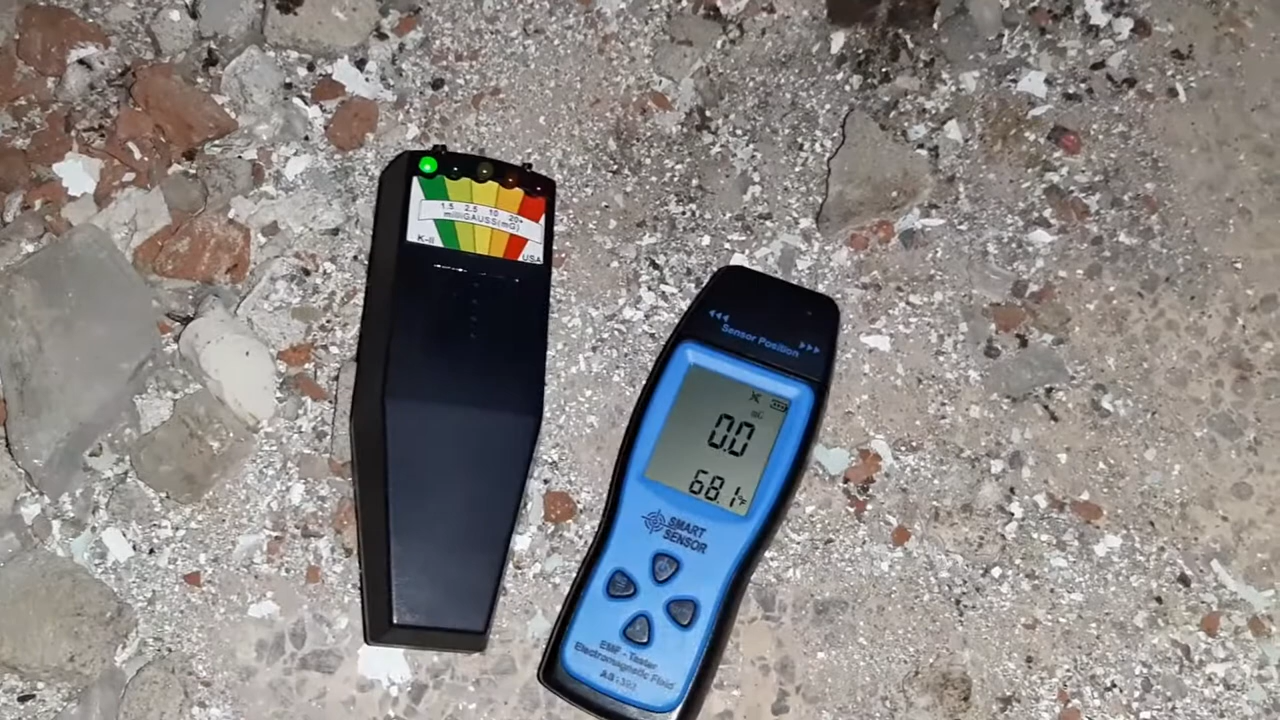 1.5 2.5 10 20+
milliGAUSS(mG)
K-II
USA
Sensor Position
mG
0.0
68.1°F
SMART
SENSOR
EMF - Tester
Electromagnetic Field